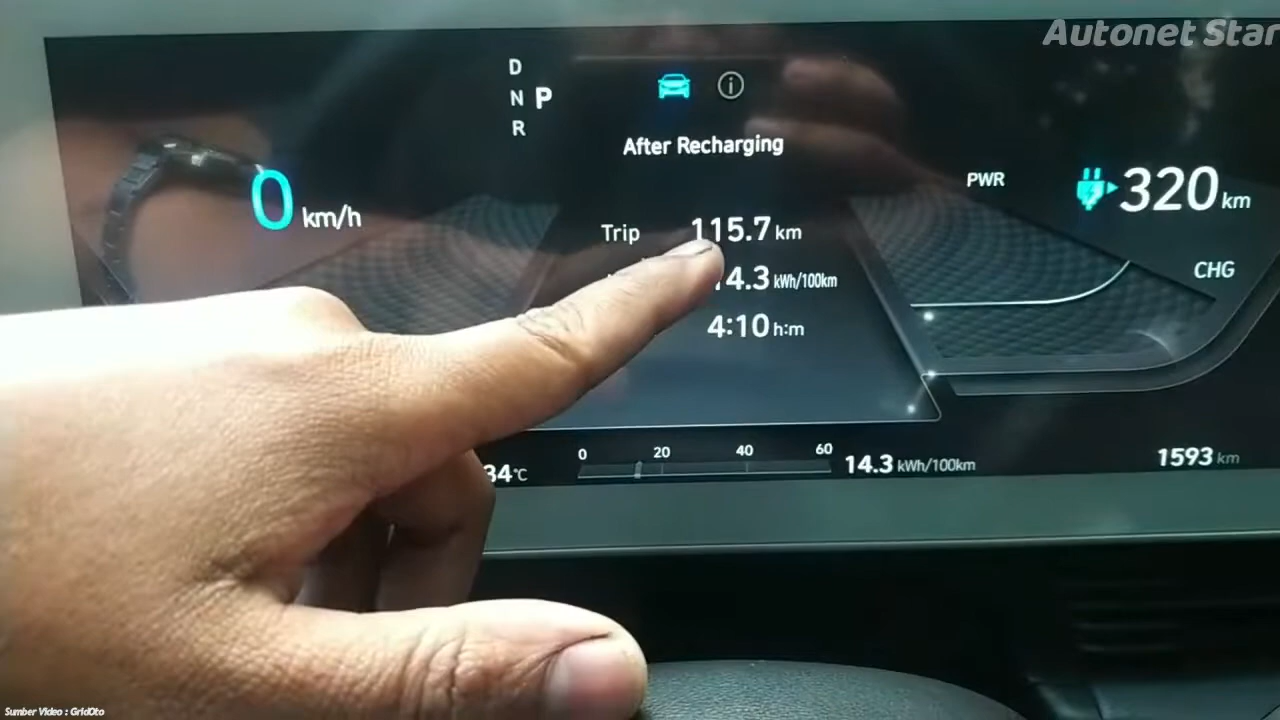 Autonet Star
D
N P
R
After Recharging
0 km/h
PWR
320 km
Trip 115.7 km
4.3 kWh/100km
CHG
4:10 h:m
34°C
0 20 40 60
14.3 kWh/100km
1593 km
Sumber Video : GridOto